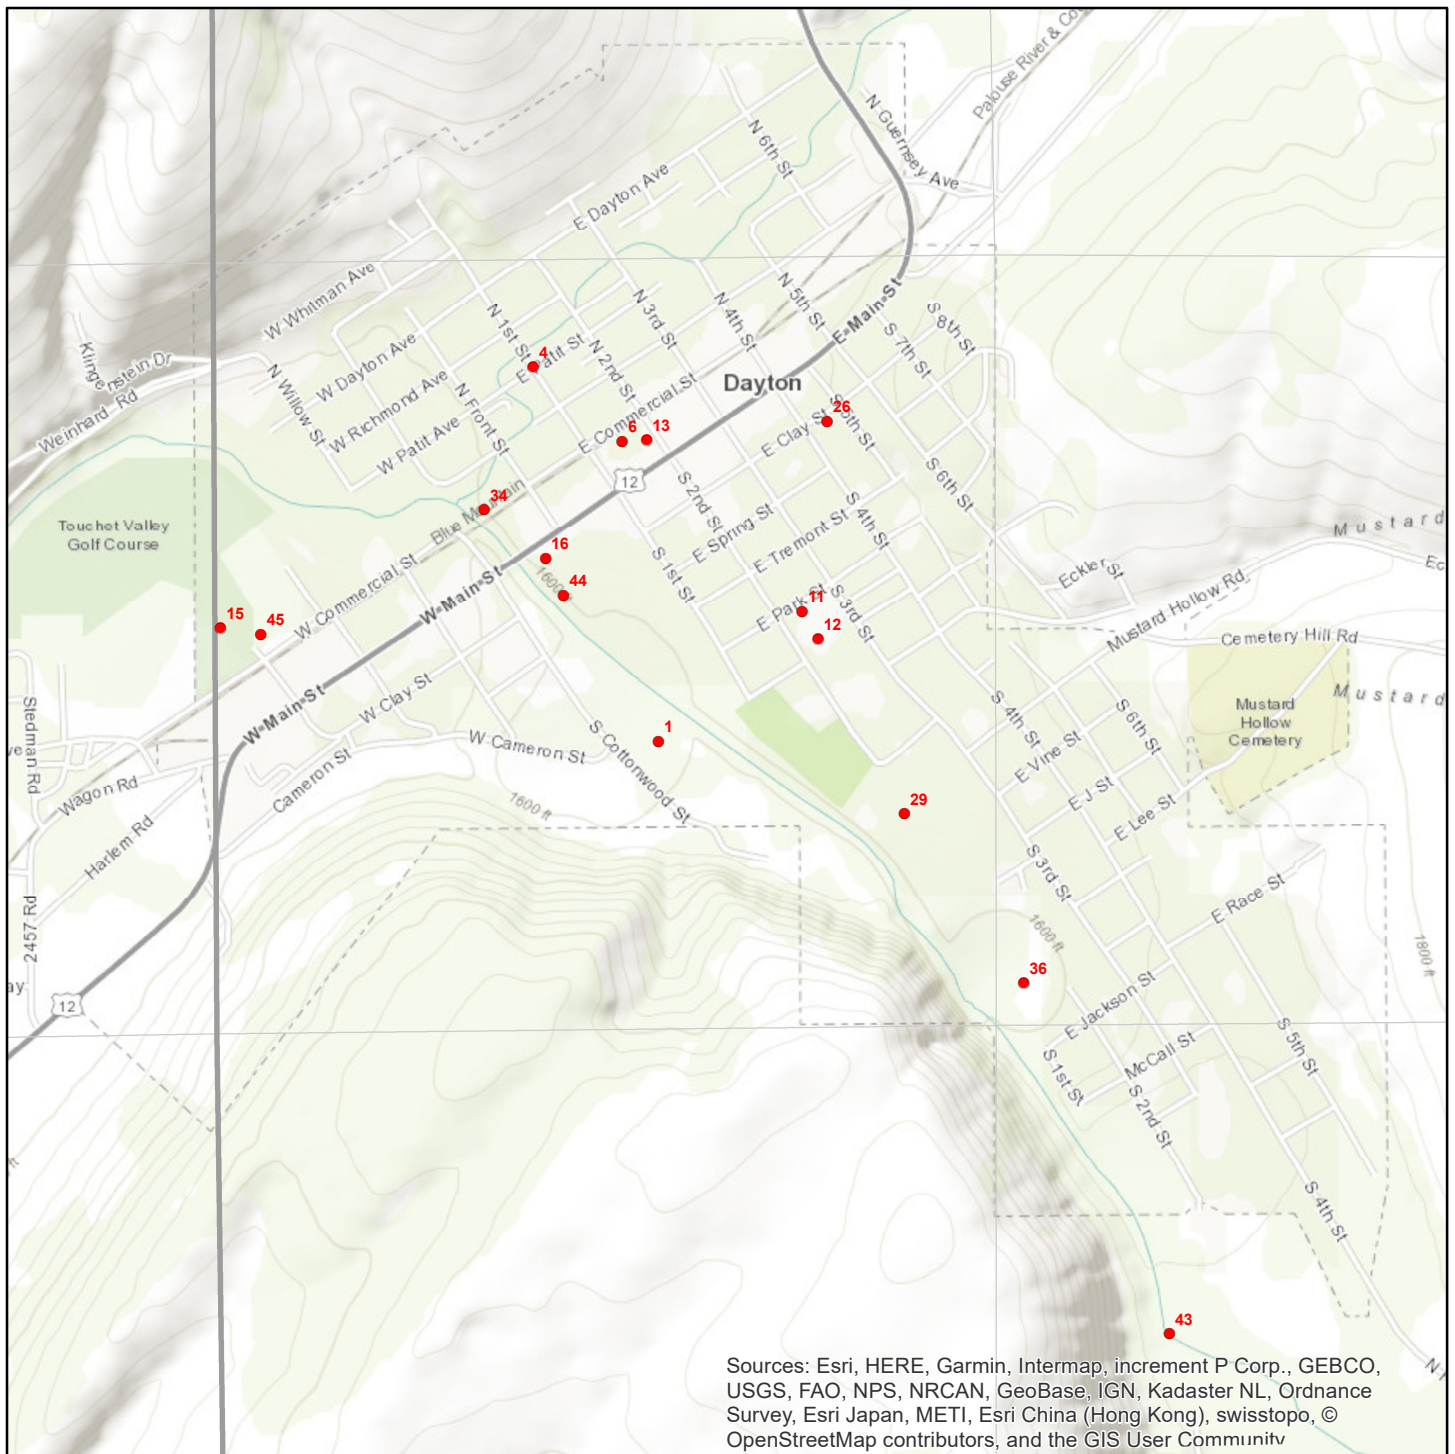 Palouse River & Co
N Guernsey Ave
N 6th St
E Dayton Ave
W Whitman Ave
N 1st St
N 3rd St
N 4th St
N 5th St
E-Main-St
S 8th St
S 7th St
Klingenstein Dr
Weinhard Rd
N Willow St
W Dayton Ave
W Richmond Ave
W Patit Ave
N Front St
4
E Patit St
N 2nd St
E Commercial St
Dayton
6
13
26
E Clay St
S 5th St
S 6th St
12
S 2nd St
S 4th St
34
Blue Mountain
Touchet Valley
Golf Course
E Spring St
E Tremont St
Mustard
Ec
16
1600 ft
44
S 1st St
Eckler St
Mustard Hollow Rd
W Commercial St
W-Main-St
E Park St
11
S 3rd St
12
15
45
Cemetery Hill Rd
Mustard
Mustard
Hollow
Cemetery
Stedman Rd
ve
W-Main-St
W Clay St
1
S Cottonwood St
W Cameron St
Cameron St
S 4th St
S 6th St
E Vine St
E J St
E Lee St
Wagon Rd
Harlem Rd
1600 ft
29
S 3rd St
E Race St
2457 Rd
1600 ft
1800 ft
36
ay
12
E Jackson St
McCall St
S 5th St
S 1st St
S 2nd St
ft
S 4th St
43
N
Sources: Esri, HERE, Garmin, Intermap, increment P Corp., GEBCO,
USGS, FAO, NPS, NRCAN, GeoBase, IGN, Kadaster NL, Ordnance
Survey, Esri Japan, METI, Esri China (Hong Kong), swisstopo, ©
OpenStreetMap contributors, and the GIS User Community